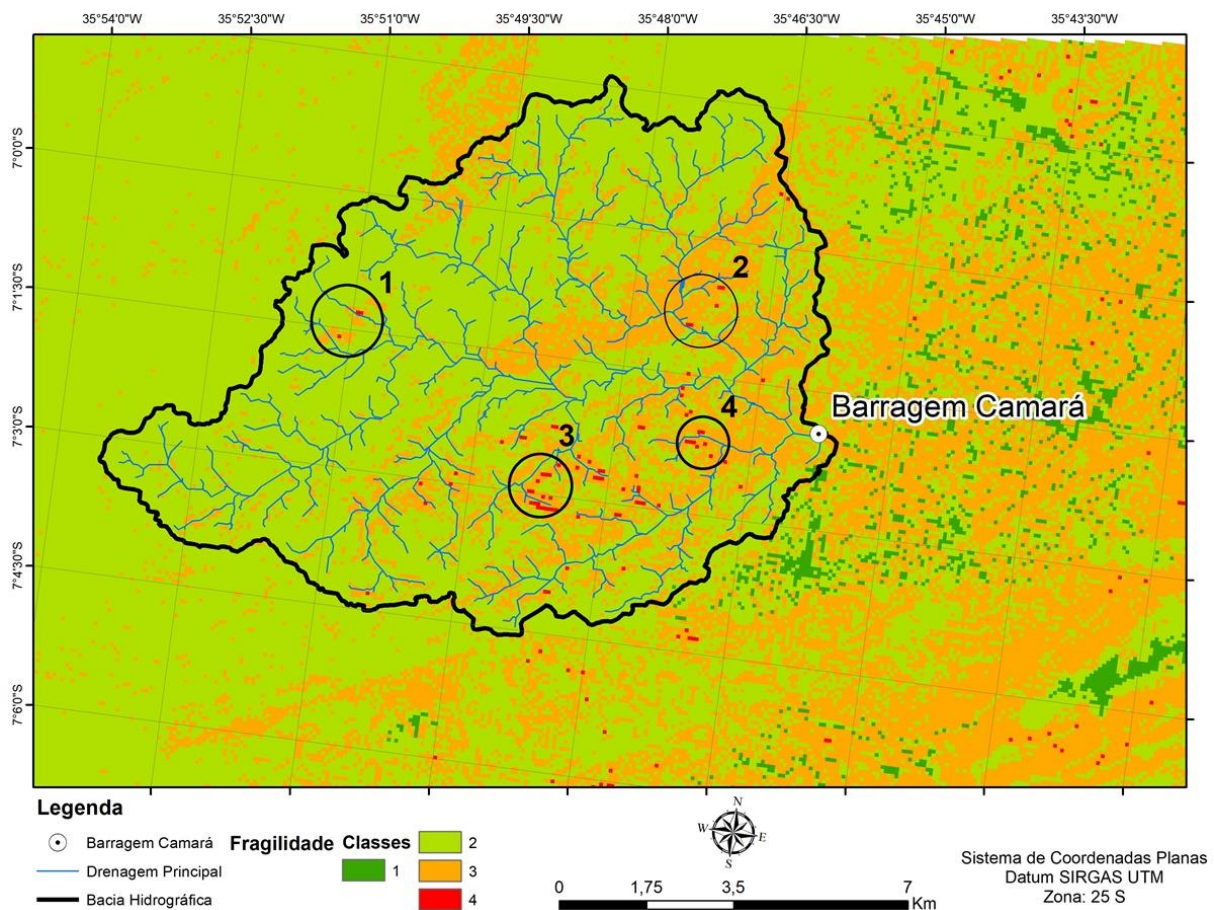 35°54'0"W 35°52'30"W 35°51'0"W 35°49'30"W 35°48'0"W 35°46'30"W 35°45'0"W 35°43'30"W
7°0'0"S
7°1'30"S
7°3'0"S
7°4'30"S
7°6'0"S
1
2
3
4
Barragem Camará
Legenda
Barragem Camará
Drenagem Principal
Bacia Hidrográfica
Fragilidade Classes
1
2
3
4
N
W E
S
0 1,75 3,5 7
Km
Sistema de Coordenadas Planas
Datum SIRGAS UTM
Zona: 25 S